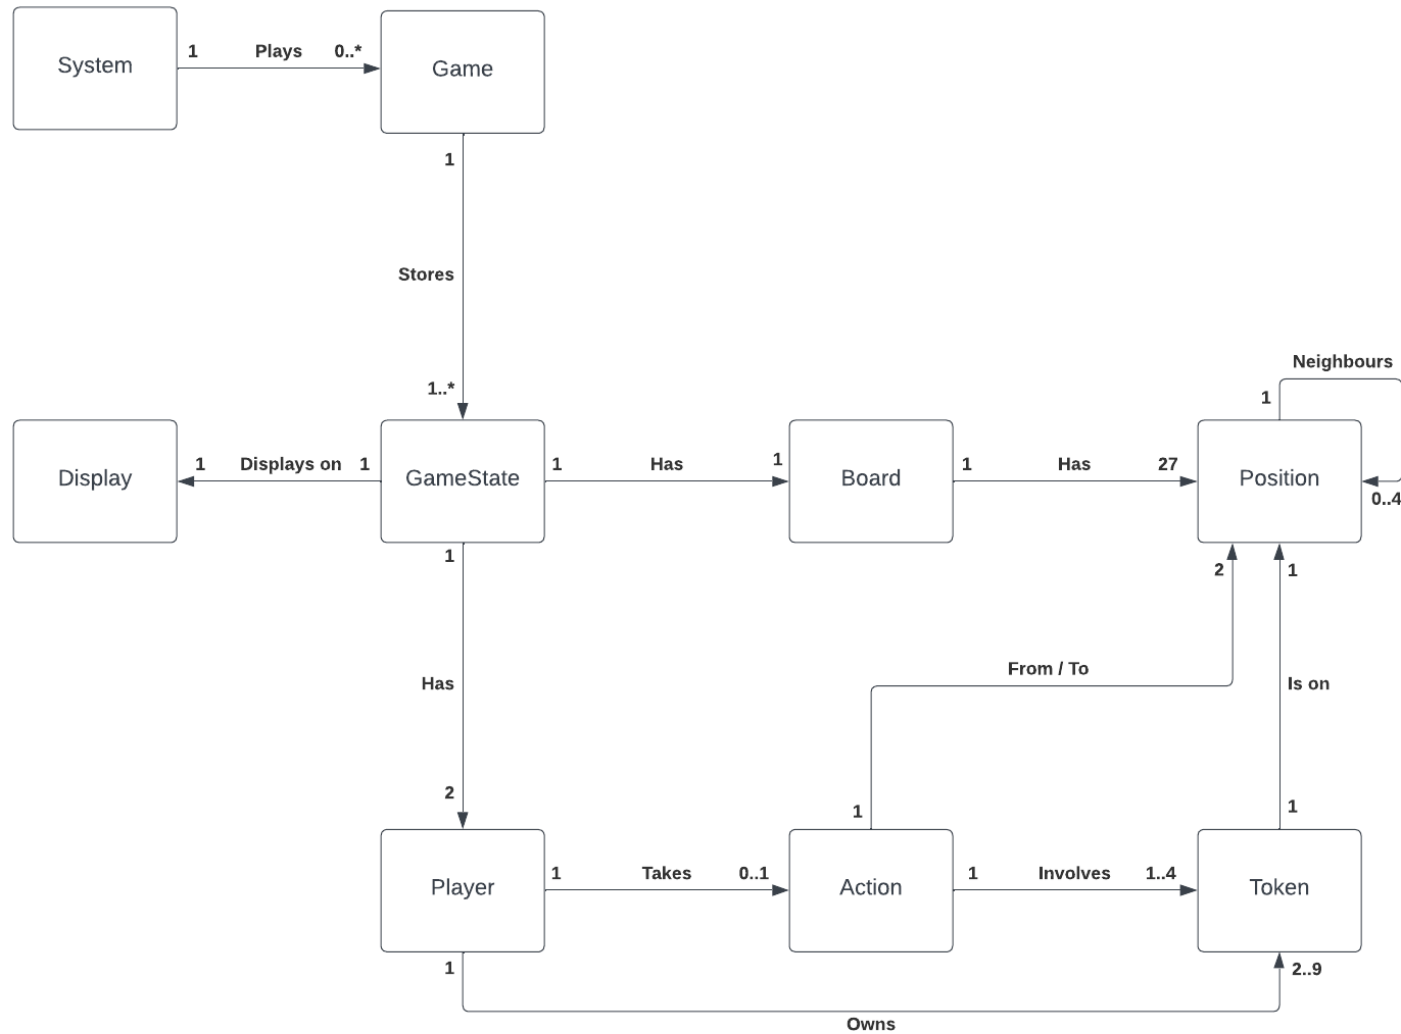 System
1 Plays 0..*
Game
1
Stores
1..*
Neighbours
1
Display
1 Displays on 1
GameState
1 Has 1
Board
1 Has 27
Position
0..4
1
2
1
Has
From / To
Is on
2
1
1
Player
1 Takes 0..1
Action
1 Involves 1..4
Token
1
2..9
Owns